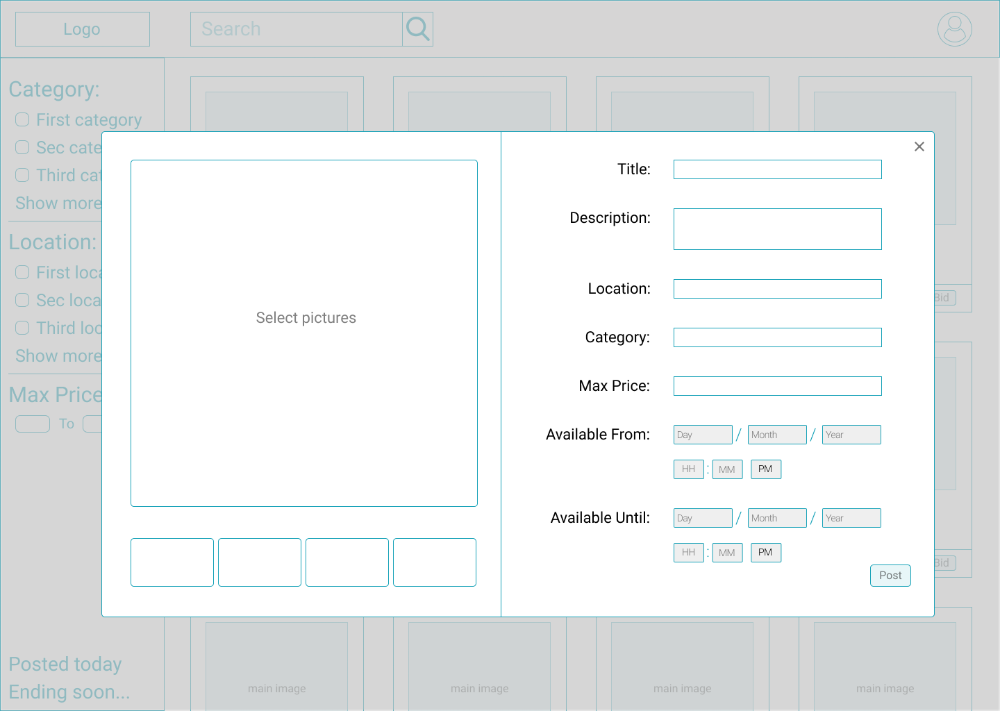 Logo
Search
Category:
First category
Sec cate
Third cat
Show more
Location:
First loca
Sec loca
Third loc
Show more
Max Price
To
Posted today
Ending soon...
Select pictures
Title:
Description:
Location:
Category:
Max Price:
Available From:
Day / Month / Year
HH : MM PM
Available Until:
Day / Month / Year
HH : MM PM
Post
Bid
Bid
main image
main image
main image
main image